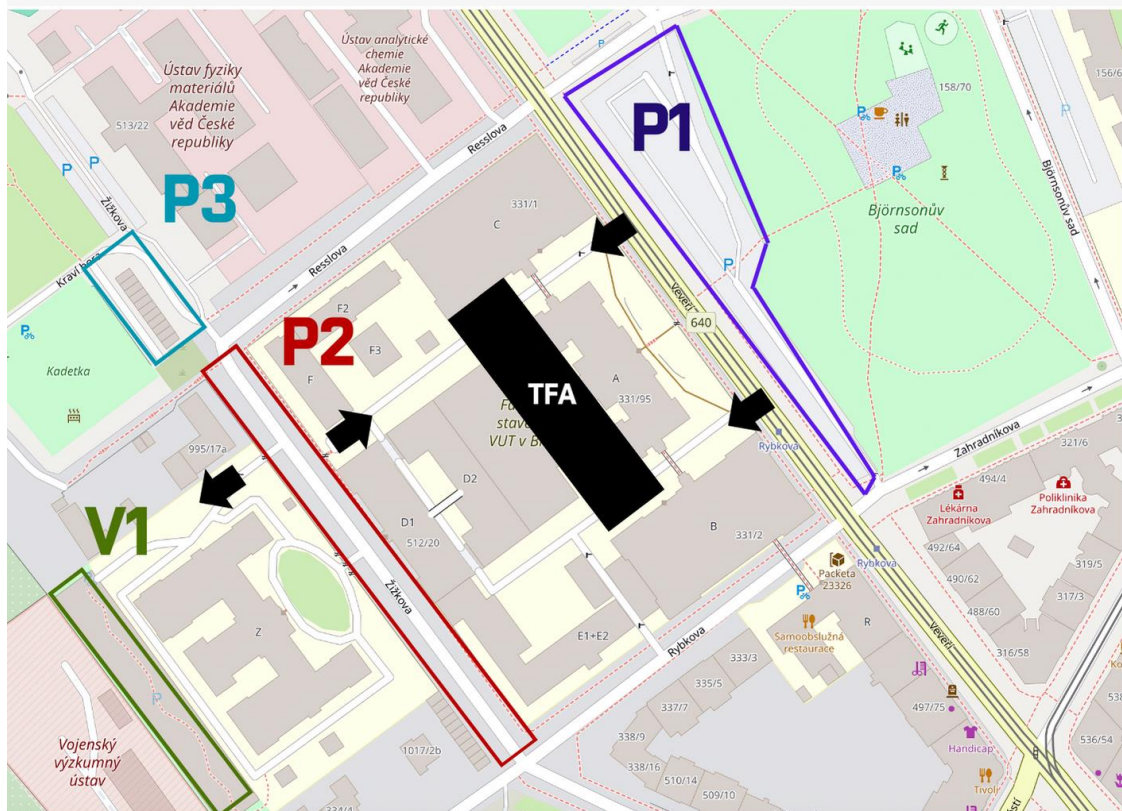 Ústav analytické
chemie
Akademie
věd České
republiky
Ústav fyziky
materiálů
Akademie
věd České
republiky
513/22
P
P
P
P1
158/70
156/6
P
Björnsonův
sad
Björnsonův sad
Resslova
P3
Žižkova
Kraví hora
Resslova
331/1
C
P
Veveří
640
F2
F3
F
P2
Kadetka
A
331/95
TFA
995/17a
D2
D1
512/20
Rybkova
Zahradníkova
321/6
494/4
Lékárna
Zahradníkova
Poliklinika
Zahradníkova
492/64
319/5
490/62
317/3
488/60
316/58
B
331/2
Rybkova
Packeta
23326
V1
Žižkova
Z
E1+E2
Rybkova
Samoobslužná
restaurace
R
Veveří
333/3
335/5
337/7
338/9
338/16
510/14
509/10
497/75
Handicap
Tivoli
536/54
P
Vojenský
výzkumný
ústav
1017/2b